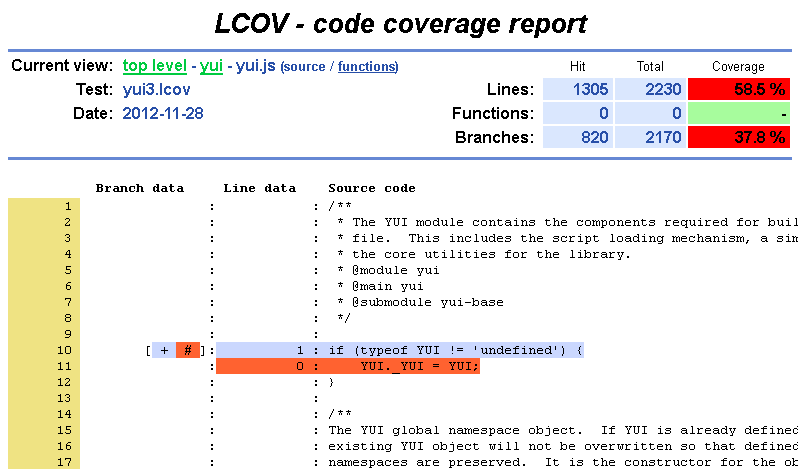 LCOV - code coverage report
Current view: top level - yui - yui.js (source / functions) Hit Total Coverage
Test: yui3.lcov Lines: 1305 2230 58.5 %
Date: 2012-11-28 Functions: 0 0 -
Branches: 820 2170 37.8 %
Branch data Line data Source code
1 : : /**
2 : : * The YUI module contains the components required for buil
3 : : * file. This includes the script loading mechanism, a sim
4 : : * the core utilities for the library.
5 : : * @module yui
6 : : * @main yui
7 : : * @submodule yui-base
8 : : */
9 : :
10 [ + # ]: 1 : if (typeof YUI != 'undefined') {
11 : 0 : YUI._YUI = YUI;
12 : : }
13 : :
14 : : /**
15 : : The YUI global namespace object. If YUI is already defined
16 : : existing YUI object will not be overwritten so that defined
17 : : namespaces are preserved. It is the constructor for the ob